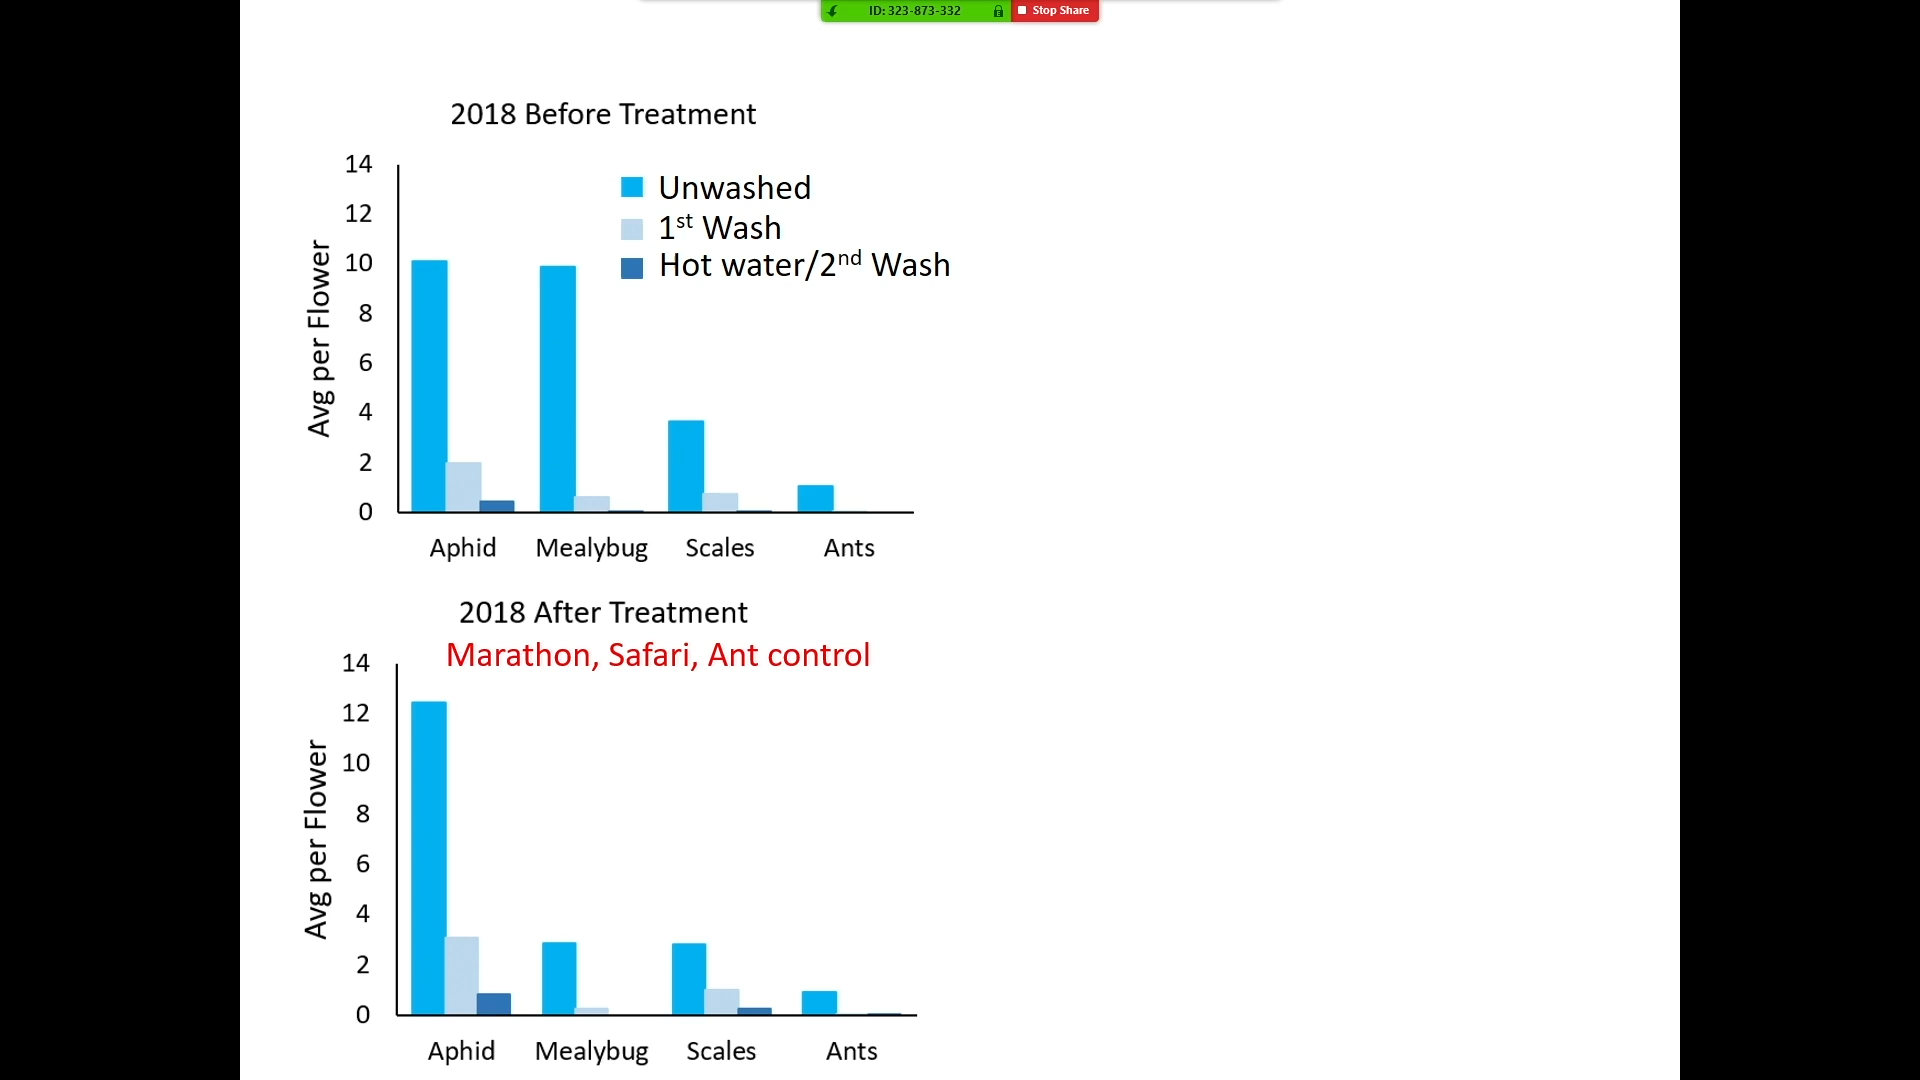 ID: 323-873-332
Stop Share
2018 Before Treatment
14
12
10
8
6
4
2
0
Avg per Flower
Unwashed
1st Wash
Hot water/2nd Wash
Aphid Mealybug Scales Ants
2018 After Treatment
Marathon, Safari, Ant control
14
12
10
8
6
4
2
0
Avg per Flower
Aphid Mealybug Scales Ants